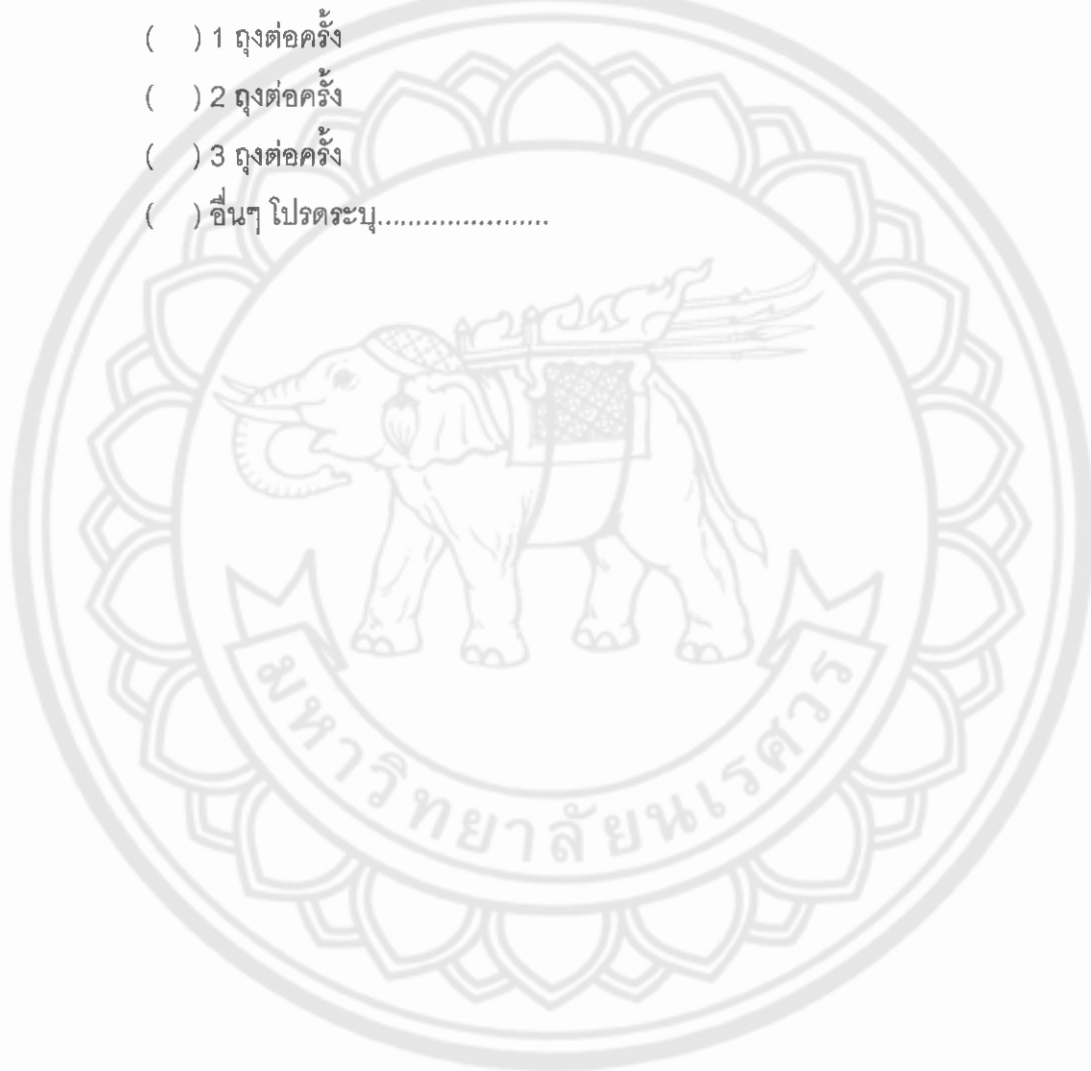 (    ) 1 ถุงต่อครั้ง
(    ) 2 ถุงต่อครั้ง
(    ) 3 ถุงต่อครั้ง
(    ) อื่นๆ โปรดระบุ......................
มหาวิทยาลัยนเรศวร